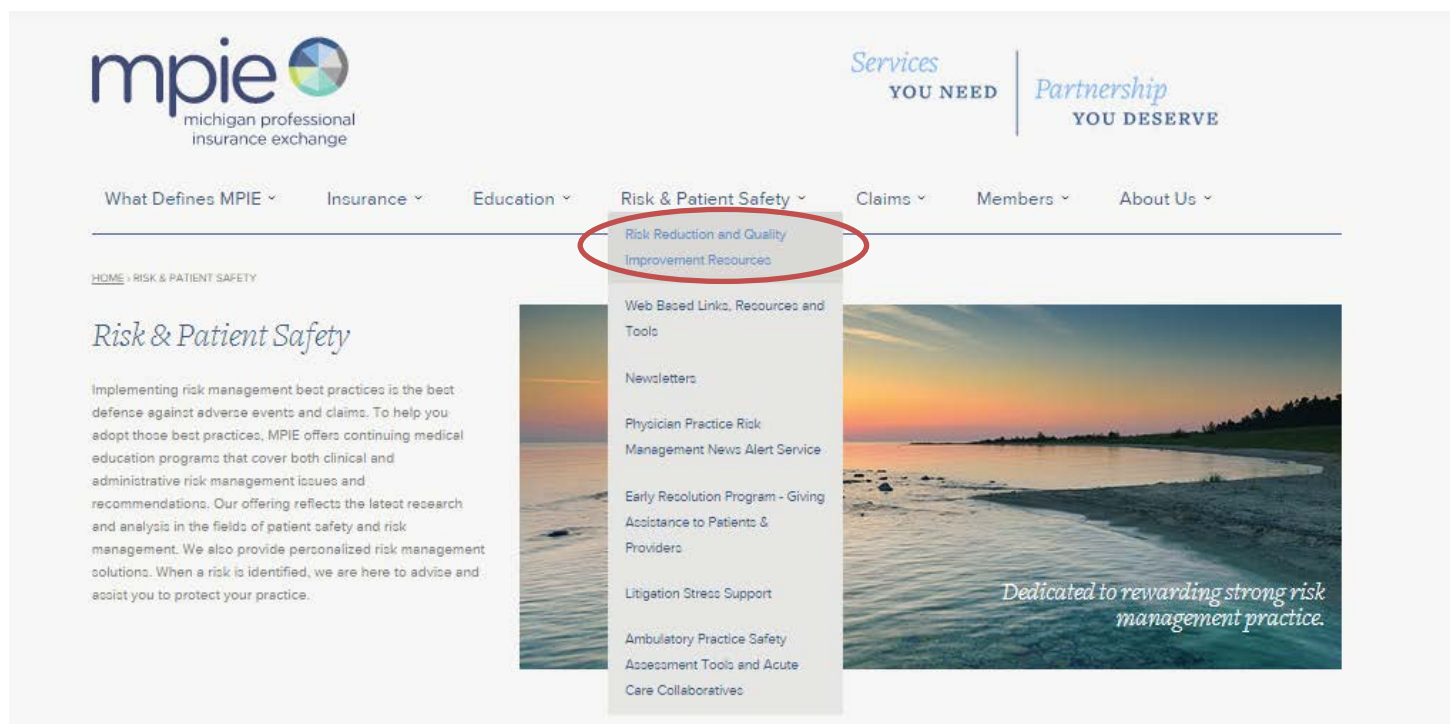 mpie
michigan professional
insurance exchange
Services
YOU NEED
Partnership
YOU DESERVE
What Defines MPIE
Insurance
Education
Risk & Patient Safety
Claims
Members
About Us
Risk Reduction and Quality
Improvement Resources
Web Based Links, Resources and
Tools
Newsletters
Physician Practice Risk
Management News Alert Service
Early Resolution Program - Giving
Assistance to Patients &
Providers
Litigation Stress Support
Ambulatory Practice Safety
Assessment Tools and Acute
Care Collaboratives
HOME › RISK & PATIENT SAFETY
Risk & Patient Safety
Implementing risk management best practices is the best
defense against adverse events and claims. To help you
adopt those best practices, MPIE offers continuing medical
education programs that cover both clinical and
administrative risk management issues and
recommendations. Our offering reflects the latest research
and analysis in the fields of patient safety and risk
management. We also provide personalized risk management
solutions. When a risk is identified, we are here to advise and
assist you to protect your practice.
Dedicated to rewarding strong risk
management practice.